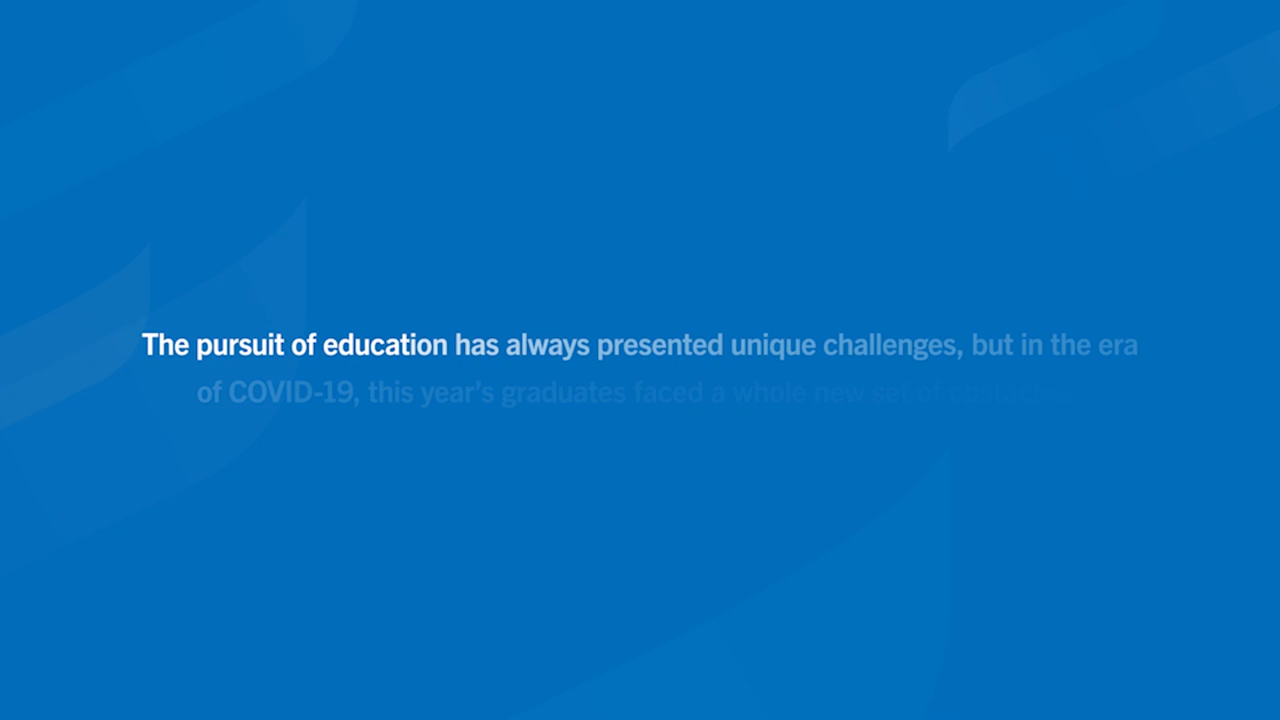 The pursuit of education has always presented unique challenges, but in the era
of COVID-19, this year’s graduates faced a whole new set of